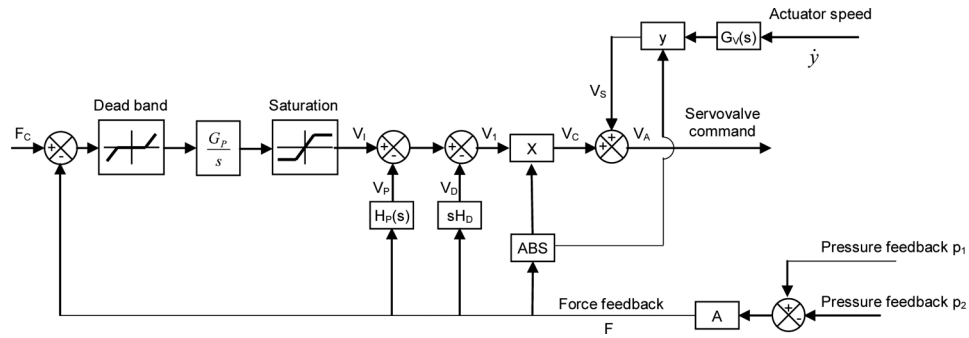 Actuator speed
y
G_V(s)
ẏ
V_S
Dead band
Saturation
Servovalve
command
F_C
+
-
G_P
s
V_I
+
-
+
-
V_1
X
V_C
+
+
V_A
V_P
V_D
H_P(s)
sH_D
ABS
Pressure feedback p_1
Force feedback
F
A
+
-
Pressure feedback p_2